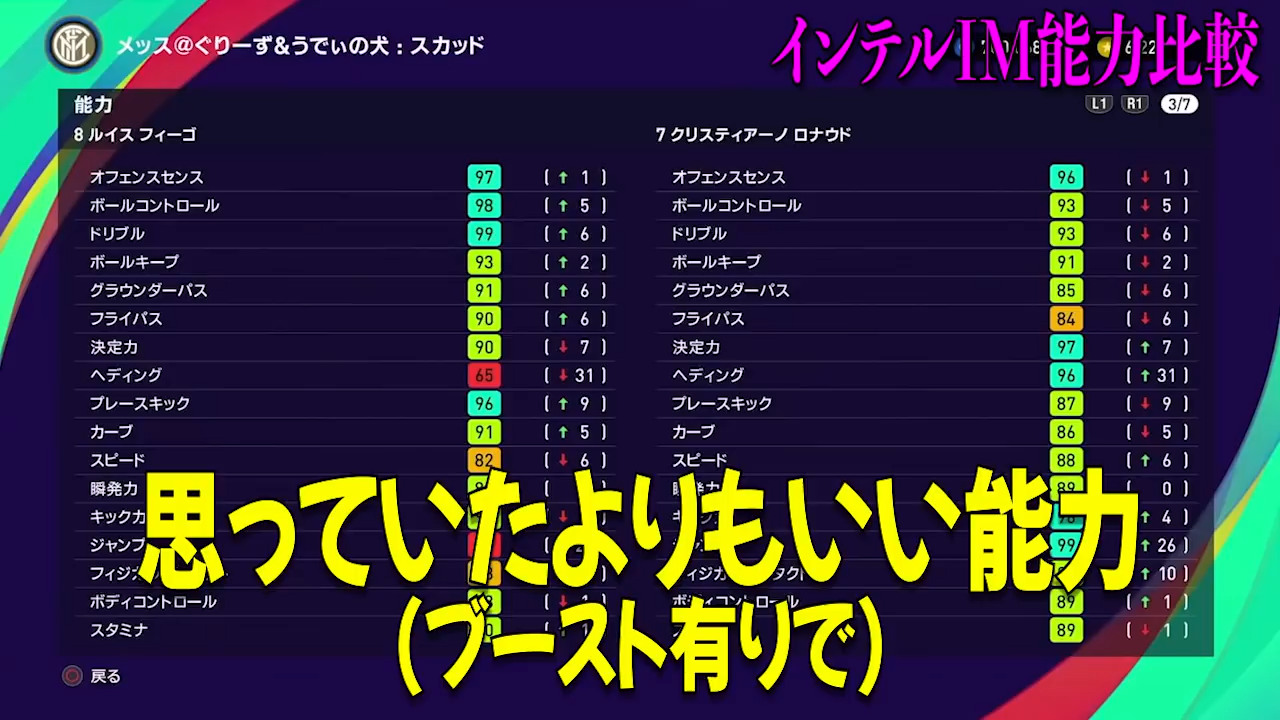 メッス@ぐりーず&うでぃの犬：スカッド
インテルIM能力比較
能力
L1 R1 3/7
8 ルイス フィーゴ
7 クリスティアーノ ロナウド
オフェンスセンス 97 ( ↑ 1 ) オフェンスセンス 96 ( ↓ 1 )
ボールコントロール 98 ( ↑ 5 ) ボールコントロール 93 ( ↓ 5 )
ドリブル 99 ( ↑ 6 ) ドリブル 93 ( ↓ 6 )
ボールキープ 93 ( ↑ 2 ) ボールキープ 91 ( ↓ 2 )
グラウンダーパス 91 ( ↑ 6 ) グラウンダーパス 85 ( ↓ 6 )
フライパス 90 ( ↑ 6 ) フライパス 84 ( ↓ 6 )
決定力 90 ( ↓ 7 ) 決定力 97 ( ↑ 7 )
ヘディング 65 ( ↓ 31 ) ヘディング 96 ( ↑ 31 )
プレースキック 96 ( ↑ 9 ) プレースキック 87 ( ↓ 9 )
カーブ 91 ( ↑ 5 ) カーブ 86 ( ↓ 5 )
スピード 82 ( ↓ 6 ) スピード 88 ( ↑ 6 )
瞬発力 瞬発力 89 0 )
キック力 ↑ 4 )
ジャンプ 99 ↑ 26 )
↑ 10 )
ボディコントロール ボディコントロール 89 ( ↑ 1 )
スタミナ 89 ( ↓ 1 )
思っていたよりもいい能力
(ブースト有りで)
戻る